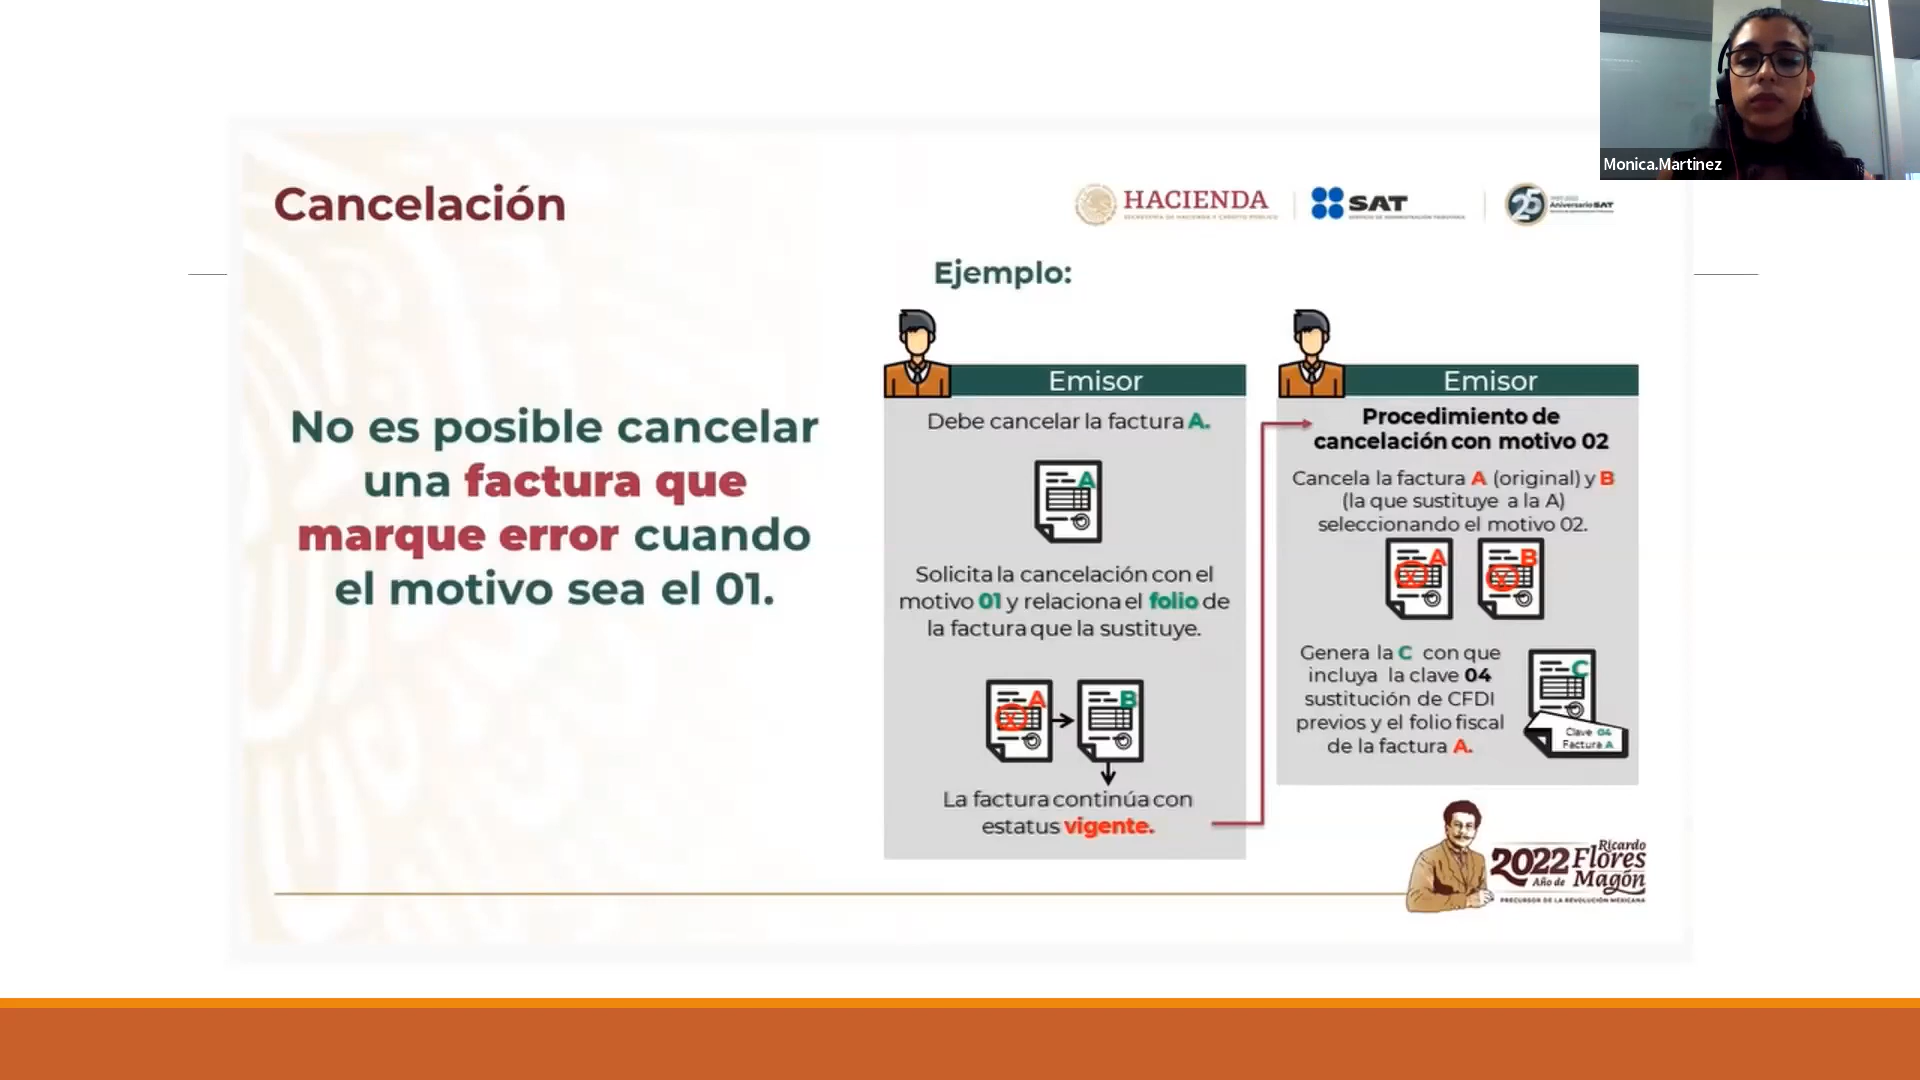 Monica.Martinez
Cancelación
HACIENDA
SECRETARÍA DE HACIENDA Y CRÉDITO PÚBLICO
SAT
SERVICIO DE ADMINISTRACIÓN TRIBUTARIA
25
Aniversario SAT
No es posible cancelar
una factura que
marque error cuando
el motivo sea el 01.
Ejemplo:
Emisor
Debe cancelar la factura A.
A
Solicita la cancelación con el
motivo 01 y relaciona el folio de
la factura que la sustituye.
A
B
La factura continúa con
estatus vigente.
Emisor
Procedimiento de
cancelación con motivo 02
Cancela la factura A (original) y B
(la que sustituye a la A)
seleccionando el motivo 02.
A
B
Genera la C con que
incluya la clave 04
sustitución de CFDI
previos y el folio fiscal
de la factura A.
C
Clave 04
Factura A
2022 Ricardo
Flores
Año de Magón
PRECURSOR DE LA REVOLUCIÓN MEXICANA